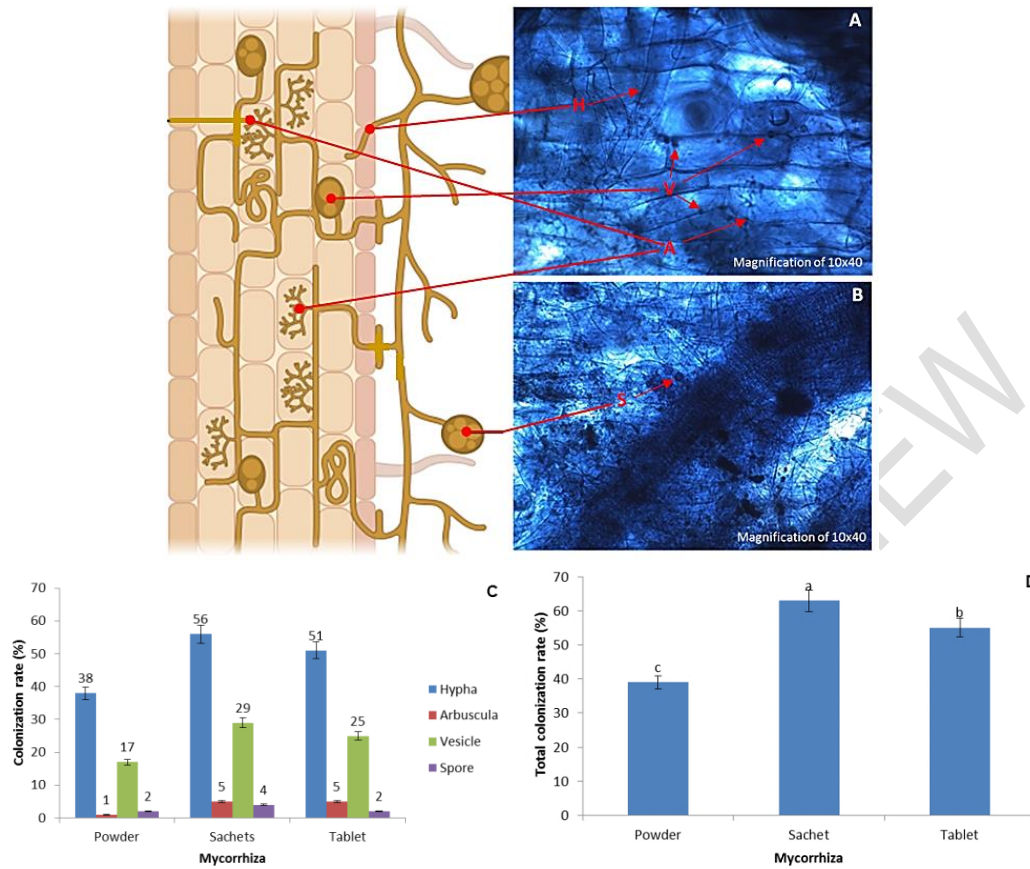 A
H
V
A
Magnification of 10x40
B
S
Magnification of 10x40
EW
C
70
60
50
40
30
20
10
0
Colonization rate (%)
38
1
17
2
56
5
29
4
51
5
25
2
Powder
Sachets
Tablet
Mycorrhiza
Hypha
Arbuscula
Vesicle
Spore
D
70
60
50
40
30
20
10
0
Total colonization rate (%)
c
a
b
Powder
Sachet
Tablet
Mycorrhiza